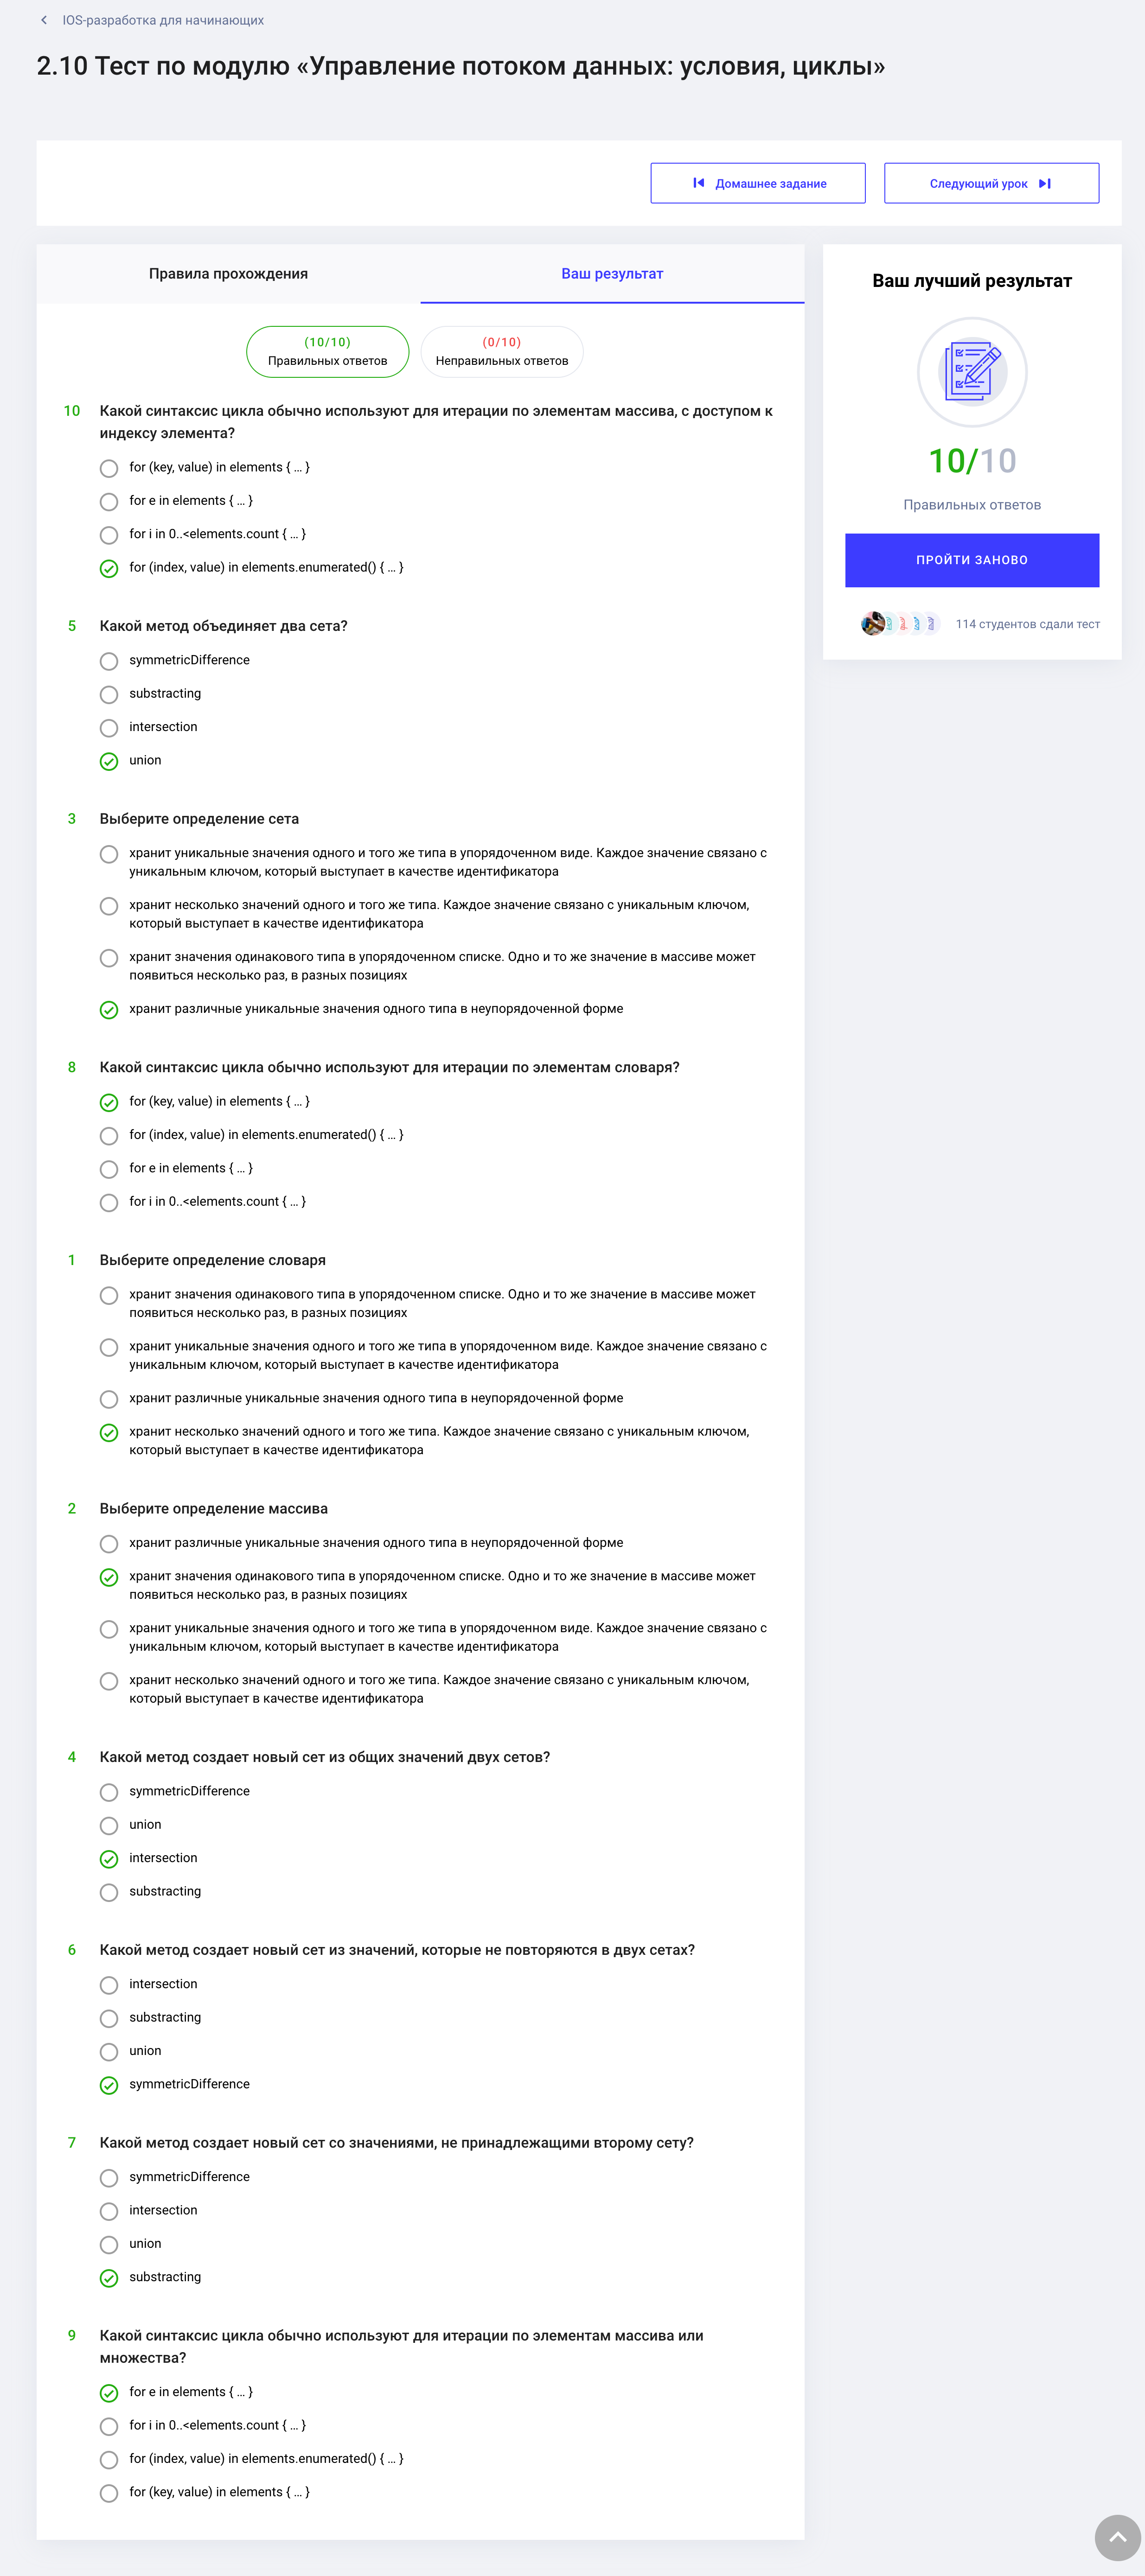 IOS-разработка для начинающих
2.10 Тест по модулю «Управление потоком данных: условия, циклы»
Домашнее задание
Следующий урок
Правила прохождения
Ваш результат
(10/10)
Правильных ответов
(0/10)
Неправильных ответов
10 Какой синтаксис цикла обычно используют для итерации по элементам массива, с доступом к
индексу элемента?
for (key, value) in elements { … }
for e in elements { … }
for i in 0..<elements.count { … }
for (index, value) in elements.enumerated() { … }
5 Какой метод объединяет два сета?
symmetricDifference
substracting
intersection
union
3 Выберите определение сета
хранит уникальные значения одного и того же типа в упорядоченном виде. Каждое значение связано с
уникальным ключом, который выступает в качестве идентификатора
хранит несколько значений одного и того же типа. Каждое значение связано с уникальным ключом,
который выступает в качестве идентификатора
хранит значения одинакового типа в упорядоченном списке. Одно и то же значение в массиве может
появиться несколько раз, в разных позициях
хранит различные уникальные значения одного типа в неупорядоченной форме
8 Какой синтаксис цикла обычно используют для итерации по элементам словаря?
for (key, value) in elements { … }
for (index, value) in elements.enumerated() { … }
for e in elements { … }
for i in 0..<elements.count { … }
1 Выберите определение словаря
хранит значения одинакового типа в упорядоченном списке. Одно и то же значение в массиве может
появиться несколько раз, в разных позициях
хранит уникальные значения одного и того же типа в упорядоченном виде. Каждое значение связано с
уникальным ключом, который выступает в качестве идентификатора
хранит различные уникальные значения одного типа в неупорядоченной форме
хранит несколько значений одного и того же типа. Каждое значение связано с уникальным ключом,
который выступает в качестве идентификатора
2 Выберите определение массива
хранит различные уникальные значения одного типа в неупорядоченной форме
хранит значения одинакового типа в упорядоченном списке. Одно и то же значение в массиве может
появиться несколько раз, в разных позициях
хранит уникальные значения одного и того же типа в упорядоченном виде. Каждое значение связано с
уникальным ключом, который выступает в качестве идентификатора
хранит несколько значений одного и того же типа. Каждое значение связано с уникальным ключом,
который выступает в качестве идентификатора
4 Какой метод создает новый сет из общих значений двух сетов?
symmetricDifference
union
intersection
substracting
6 Какой метод создает новый сет из значений, которые не повторяются в двух сетах?
intersection
substracting
union
symmetricDifference
7 Какой метод создает новый сет со значениями, не принадлежащими второму сету?
symmetricDifference
intersection
union
substracting
9 Какой синтаксис цикла обычно используют для итерации по элементам массива или
множества?
for e in elements { … }
for i in 0..<elements.count { … }
for (index, value) in elements.enumerated() { … }
for (key, value) in elements { … }
Ваш лучший результат
10/10
Правильных ответов
ПРОЙТИ ЗАНОВО
114 студентов сдали тест